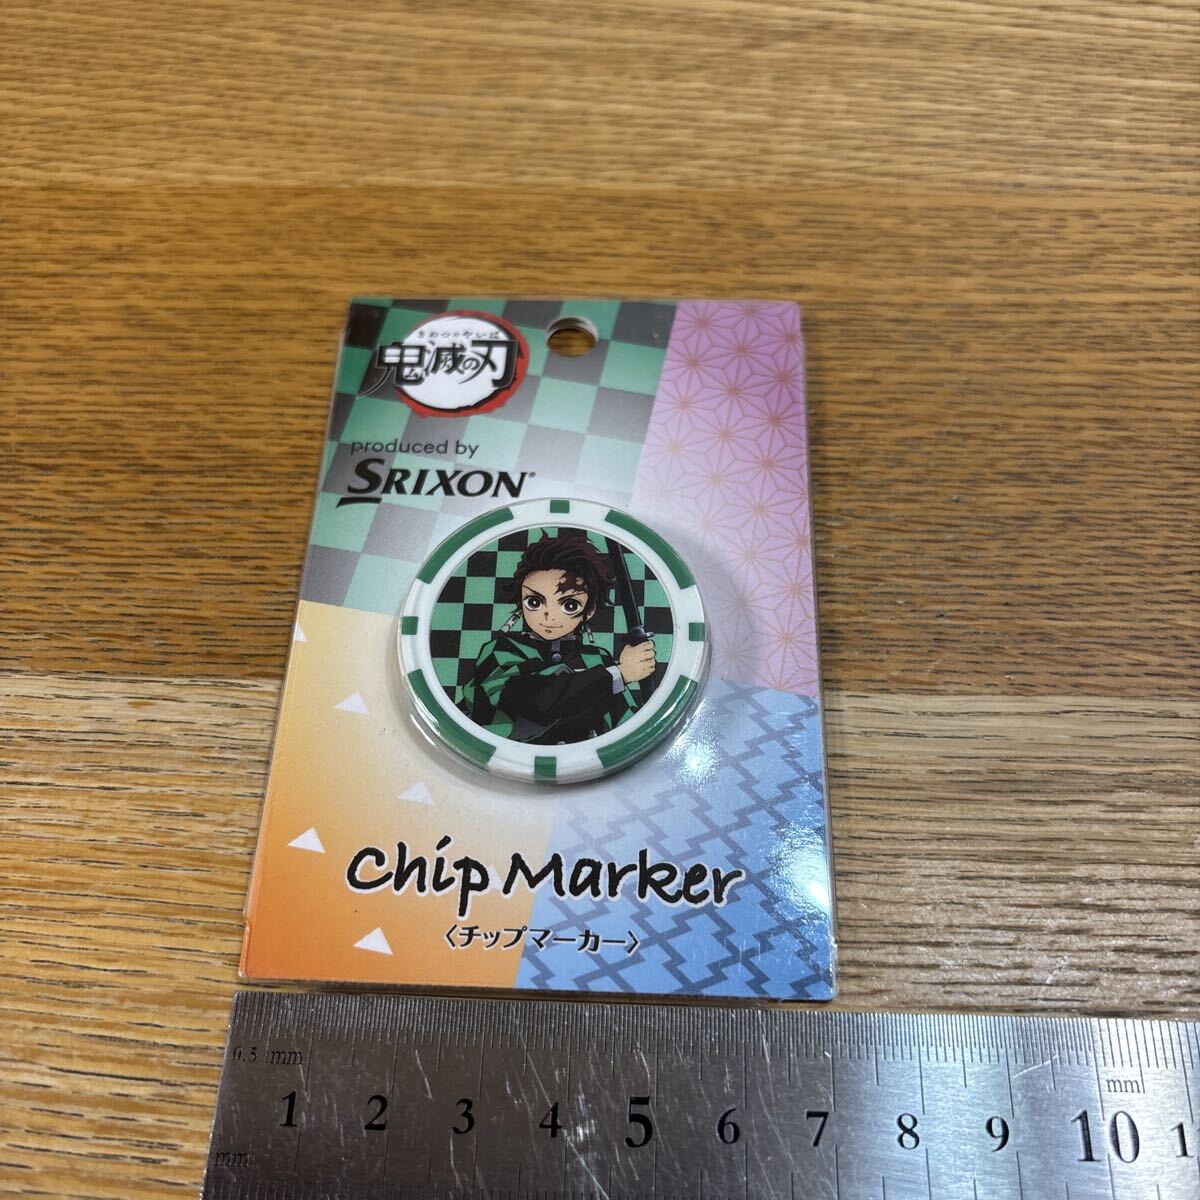 きめつのやいば
鬼滅の刃
produced by
SRIXON®
Chip Marker
〈チップマーカー〉
0.5 mm
mm
1 2 3 4 5 6 7 8 9 10 1
mm